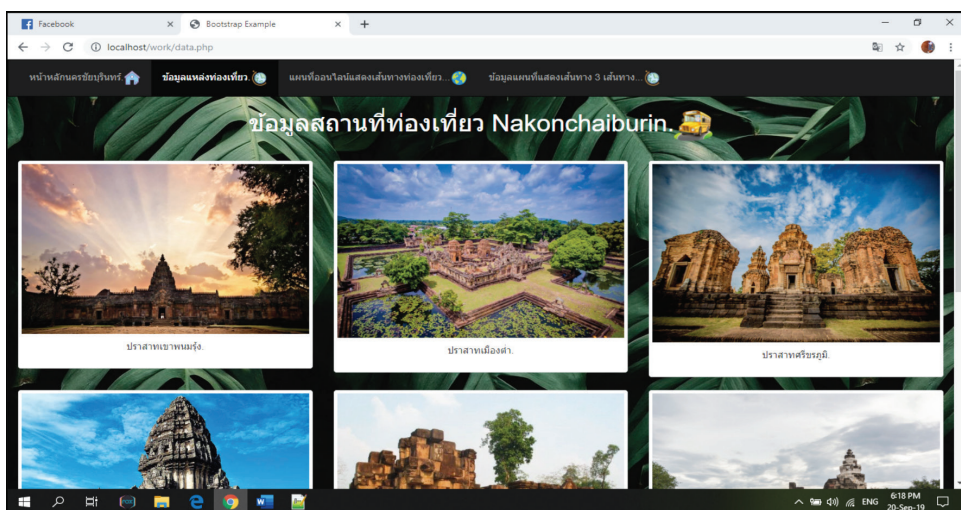 Facebook
Bootstrap Example
localhost/work/data.php
หน้าหลักนครชัยบุรินทร์ ข้อมูลแหล่งท่องเที่ยว. แผนที่ออนไลน์แสดงเส้นทางท่องเที่ยว... ข้อมูลแผนที่แสดงเส้นทาง 3 เส้นทาง...
ข้อมูลสถานที่ท่องเที่ยว Nakonchaiburin.
ปราสาทเขาพนมรุ้ง.
ปราสาทเมืองต่ำ.
ปราสาทศรีขรภูมิ.
ENG
6:18 PM
20-Sep-19